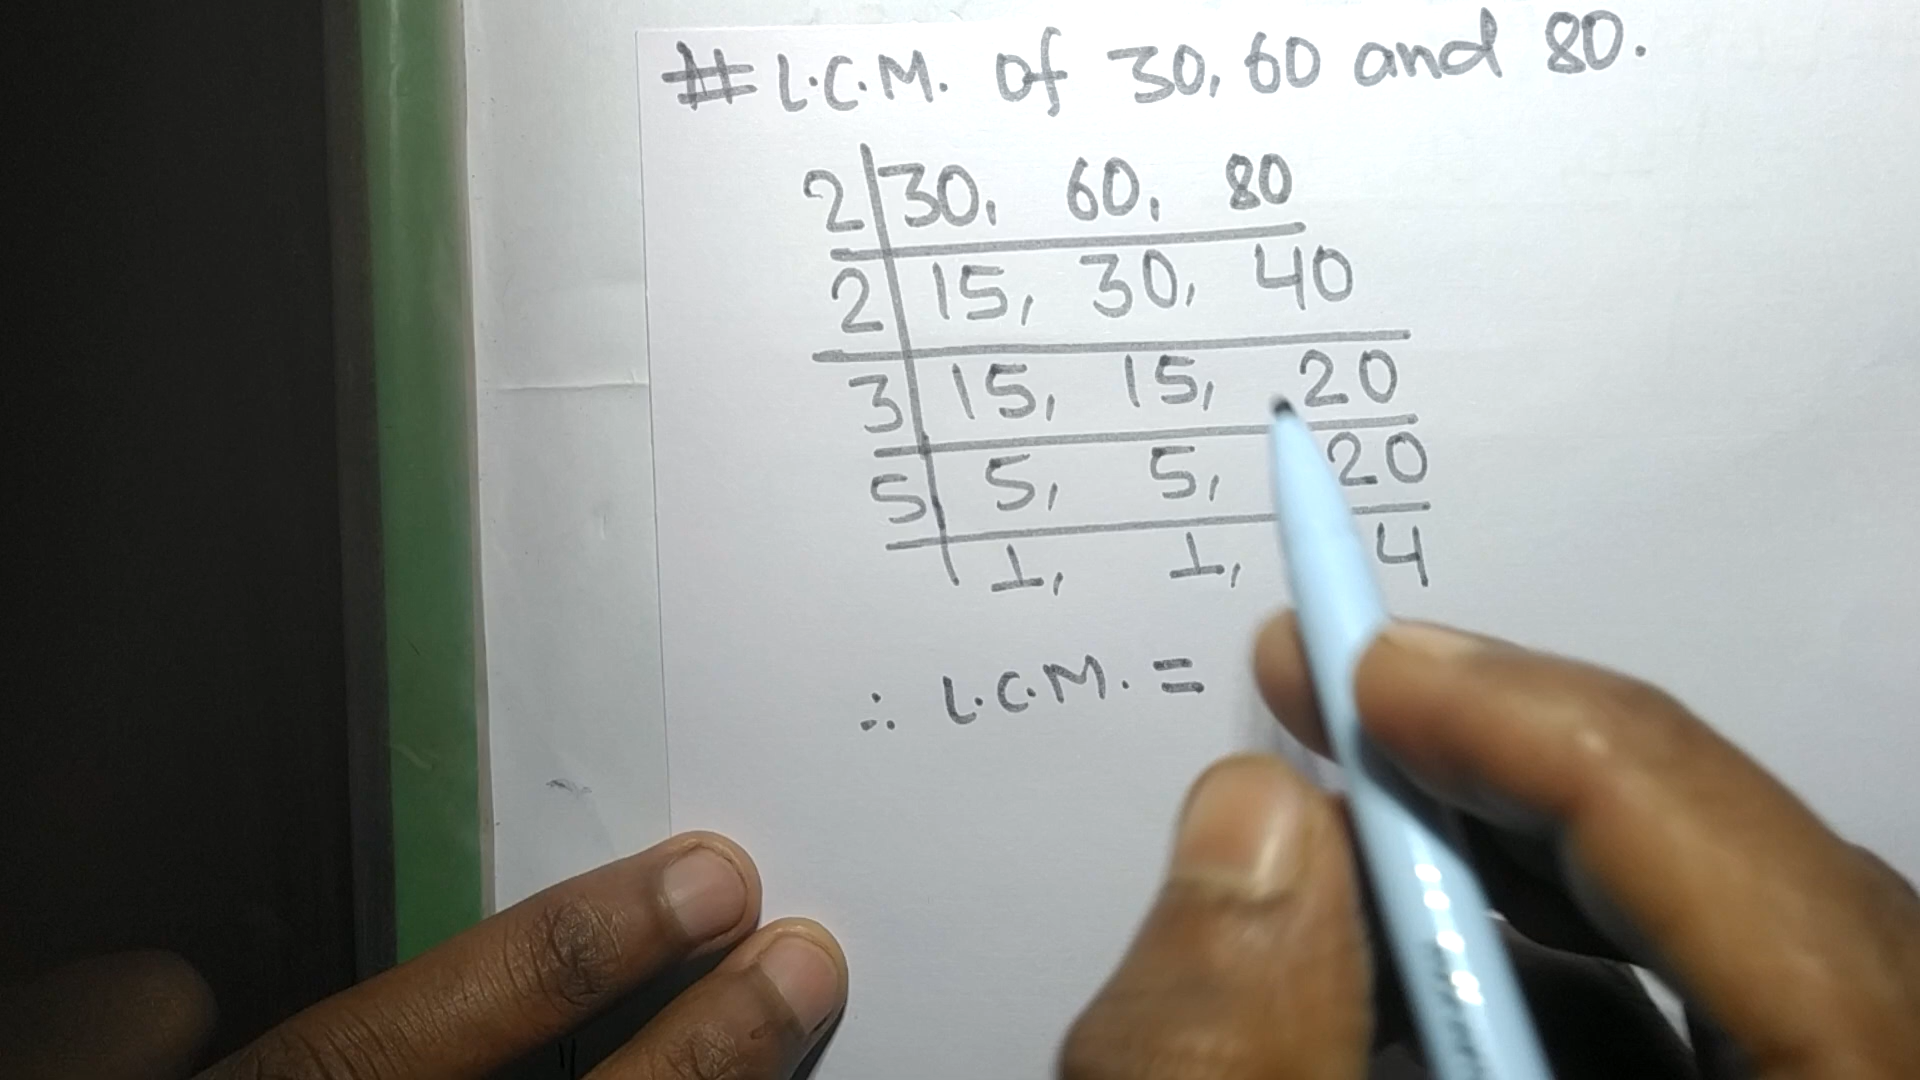 # L.C.M. of 30, 60 and 80.
2 30, 60, 80
2 15, 30, 40
3 15, 15, 20
5 5, 5, 20
1, 1, 4
∴ L.C.M. =